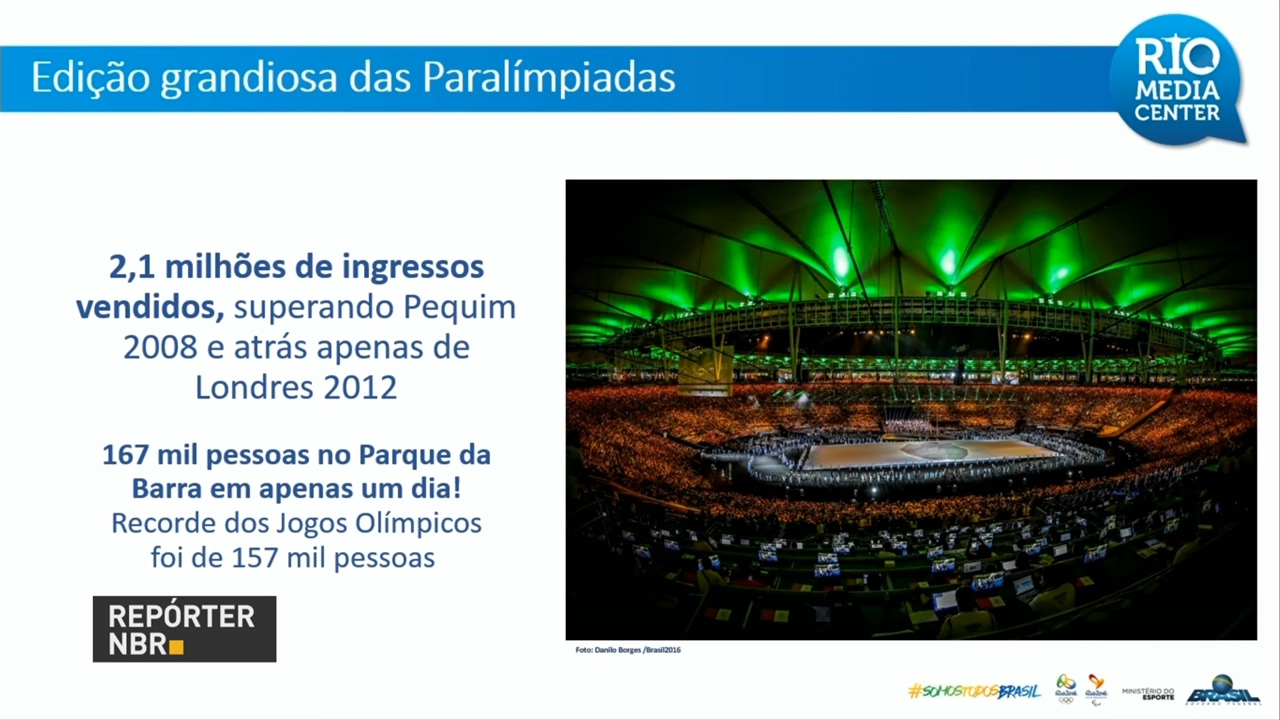 Edição grandiosa das Paralímpiadas
RIO
MEDIA
CENTER
2,1 milhões de ingressos
vendidos, superando Pequim
2008 e atrás apenas de
Londres 2012
167 mil pessoas no Parque da
Barra em apenas um dia!
Recorde dos Jogos Olímpicos
foi de 157 mil pessoas
REPÓRTER
NBR
Foto: Danilo Borges /Brasil2016
#SOMOSTODOSBRASIL
MINISTÉRIO DO
ESPORTE
BRASIL
GOVERNO FEDERAL